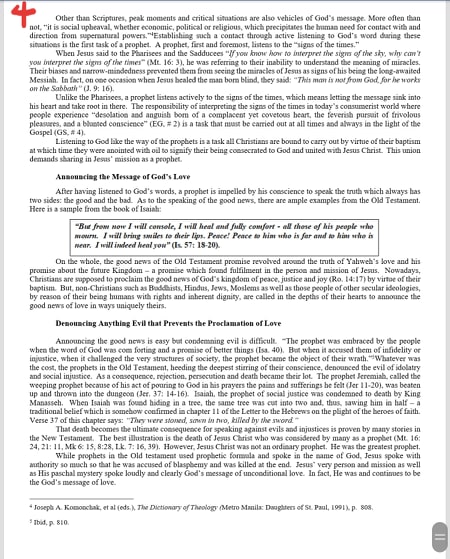 4
Other than Scriptures, peak moments and critical situations are also vehicles of God's message. More often than
not, "it is social upheaval, whether economic, political or religious, which precipitates the human need for contact with and
direction from supernatural powers."⁴Establishing such a contact through active listening to God's word during these
situations is the first task of a prophet. A prophet, first and foremost, listens to the "signs of the times."
When Jesus said to the Pharisees and the Sadducees "If you know how to interpret the signs of the sky, why can't
you interpret the signs of the times" (Mt. 16: 3), he was referring to their inability to understand the meaning of miracles.
Their biases and narrow-mindedness prevented them from seeing the miracles of Jesus as signs of his being the long-awaited
Messiah. In fact, on one occasion when Jesus healed the man born blind, they said: "This man is not from God, for he works
on the Sabbath" (J. 9: 16).
Unlike the Pharisees, a prophet listens actively to the signs of the times, which means letting the message sink into
his heart and take root in there. The responsibility of interpreting the signs of the times in today's consumerist world where
people experience "desolation and anguish born of a complacent yet covetous heart, the feverish pursuit of frivolous
pleasures, and a blunted conscience" (EG, # 2) is a task that must be carried out at all times and always in the light of the
Gospel (GS, # 4).
Listening to God like the way of the prophets is a task all Christians are bound to carry out by virtue of their baptism
at which time they were anointed with oil to signify their being consecrated to God and united with Jesus Christ. This union
demands sharing in Jesus' mission as a prophet.
Announcing the Message of God's Love
After having listened to God's words, a prophet is impelled by his conscience to speak the truth which always has
two sides: the good and the bad. As to the speaking of the good news, there are ample examples from the Old Testament.
Here is a sample from the book of Isaiah:
"But from now I will console, I will heal and fully comfort - all those of his people who
mourn. I will bring smiles to their lips. Peace! Peace to him who is far and to him who is
near. I will indeed heal you" (Is. 57: 18-20).
On the whole, the good news of the Old Testament promise revolved around the truth of Yahweh's love and his
promise about the future Kingdom – a promise which found fulfilment in the person and mission of Jesus. Nowadays,
Christians are supposed to proclaim the good news of God's kingdom of peace, justice and joy (Ro. 14:17) by virtue of their
baptism. But, non-Christians such as Buddhists, Hindus, Jews, Moslems as well as those people of other secular ideologies,
by reason of their being humans with rights and inherent dignity, are called in the depths of their hearts to announce the
good news of love in ways uniquely theirs.
Denouncing Anything Evil that Prevents the Proclamation of Love
Announcing the good news is easy but condemning evil is difficult. "The prophet was embraced by the people
when the word of God was com forting and a promise of better things (Isa. 40). But when it accused them of infidelity or
injustice, when it challenged the very structures of society, the prophet became the object of their wrath."⁵Whatever was
the cost, the prophets in the Old Testament, heeding the deepest stirring of their conscience, denounced the evil of idolatry
and social injustice. As a consequence, rejection, persecution and death became their lot. The prophet Jeremiah, called the
weeping prophet because of his act of pouring to God in his prayers the pains and sufferings he felt (Jer 11-20), was beaten
up and thrown into the dungeon (Jer. 37: 14-16). Isaiah, the prophet of social justice was condemned to death by King
Manasseh. When Isaiah was found hiding in a tree, the same tree was cut into two and, thus, sawing him in half – a
traditional belief which is somehow confirmed in chapter 11 of the Letter to the Hebrews on the plight of the heroes of faith.
Verse 37 of this chapter says: "They were stoned, sawn in two, killed by the sword."
That death becomes the ultimate consequence for speaking against evils and injustices is proven by many stories in
the New Testament. The best illustration is the death of Jesus Christ who was considered by many as a prophet (Mt. 16:
24, 21: 11, Mk 6: 15, 8:28, Lk. 7: 16, 39). However, Jesus Christ was not an ordinary prophet. He was the greatest prophet.
While prophets in the Old testament used prophetic formula and spoke in the name of God, Jesus spoke with
authority so much so that he was accused of blasphemy and was killed at the end. Jesus' very person and mission as well
as His paschal mystery spoke loudly and clearly God's message of unconditional love. In fact, He was and continues to be
the God's message of love.
⁴ Joseph A. Komonchak, et al (eds.), The Dictionary of Theology (Metro Manila: Daughters of St. Paul, 1991), p. 808.
⁵ Ibid, p. 810.